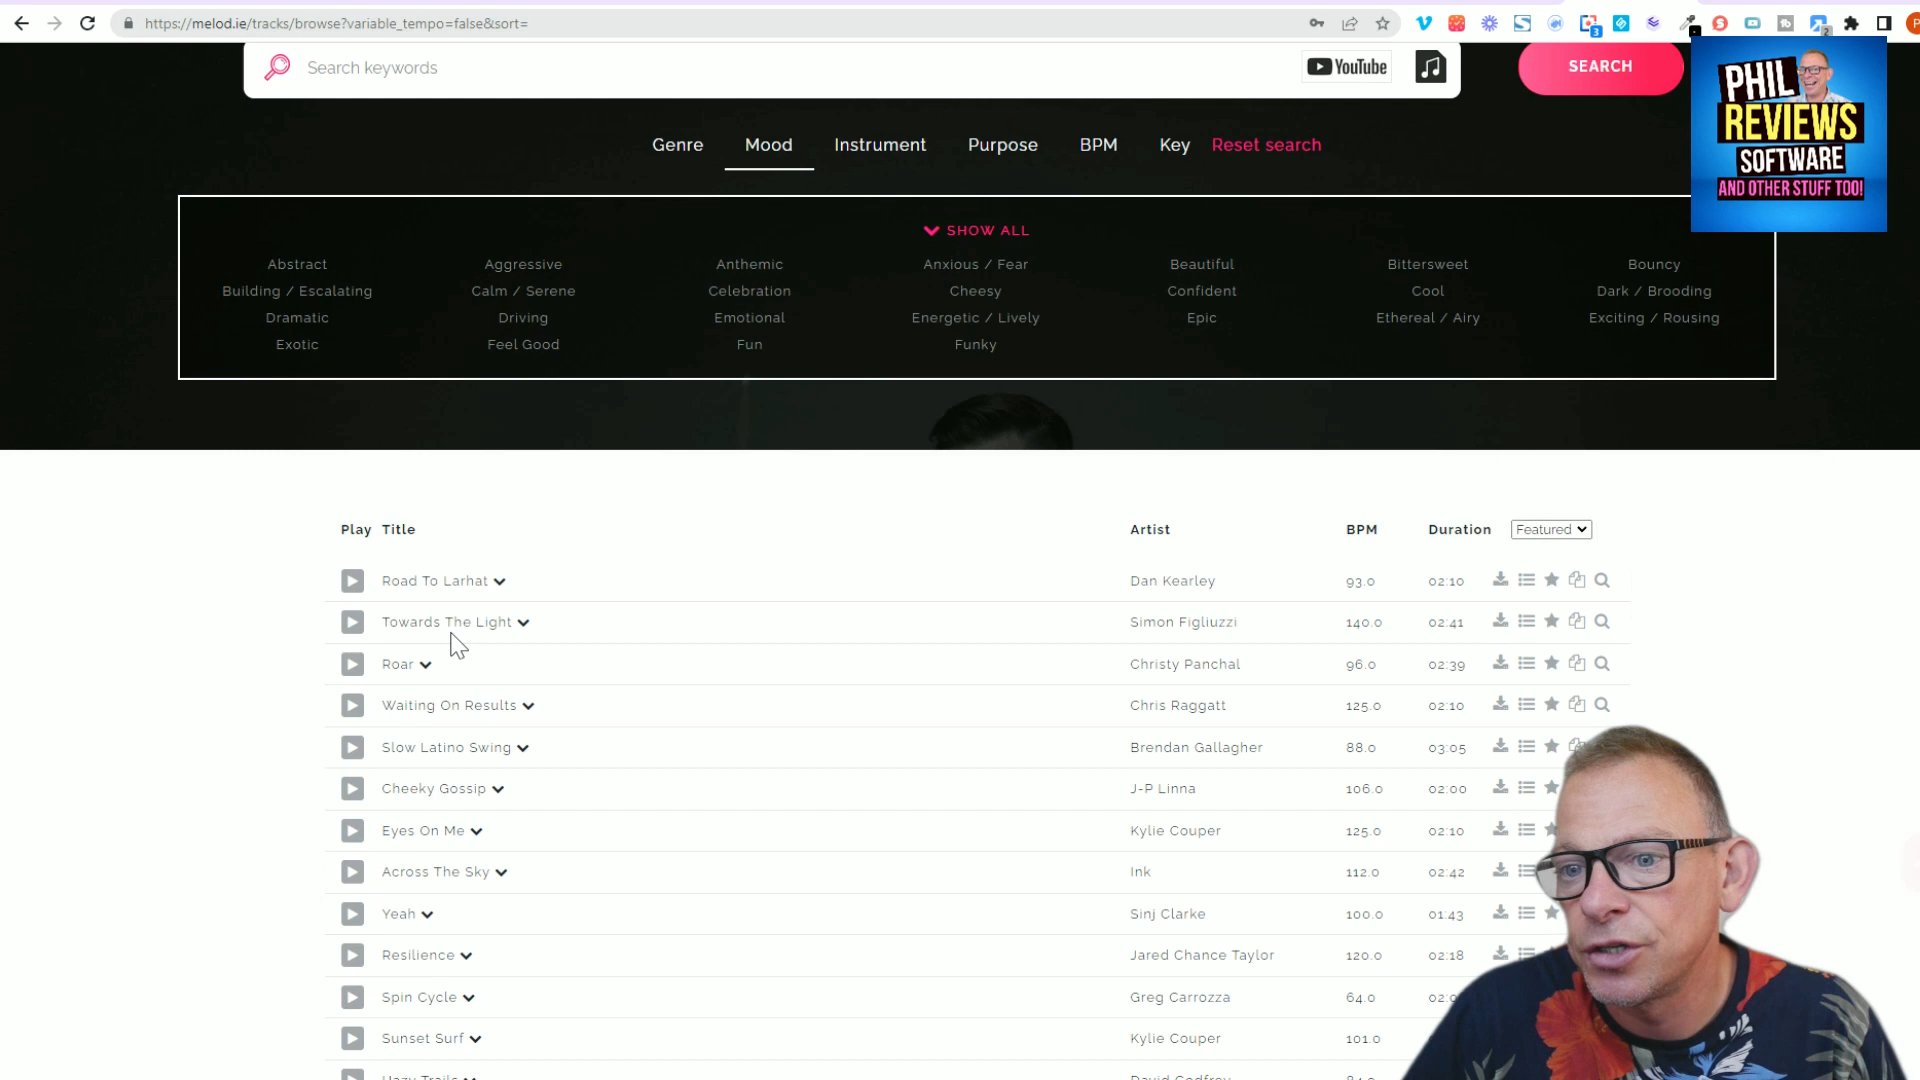 https://melod.ie/tracks/browse?variable_tempo=false&sort=
Search keywords
YouTube
SEARCH
PHIL
REVIEWS
SOFTWARE
AND OTHER STUFF TOO!
Genre Mood Instrument Purpose BPM Key Reset search
SHOW ALL
Abstract Aggressive Anthemic Anxious / Fear Beautiful Bittersweet Bouncy
Building / Escalating Calm / Serene Celebration Cheesy Confident Cool Dark / Brooding
Dramatic Driving Emotional Energetic / Lively Epic Ethereal / Airy Exciting / Rousing
Exotic Feel Good Fun Funky
Play Title Artist BPM Duration Featured
Road To Larhat Dan Kearley 93.0 02:10
Towards The Light Simon Figliuzzi 140.0 02:41
Roar Christy Panchal 96.0 02:39
Waiting On Results Chris Raggatt 125.0 02:10
Slow Latino Swing Brendan Gallagher 88.0 03:05
Cheeky Gossip J-P Linna 106.0 02:00
Eyes On Me Kylie Couper 125.0 02:10
Across The Sky Ink 112.0 02:42
Yeah Sinj Clarke 100.0 01:43
Resilience Jared Chance Taylor 120.0 02:18
Spin Cycle Greg Carrozza 64.0
Sunset Surf Kylie Couper 101.0